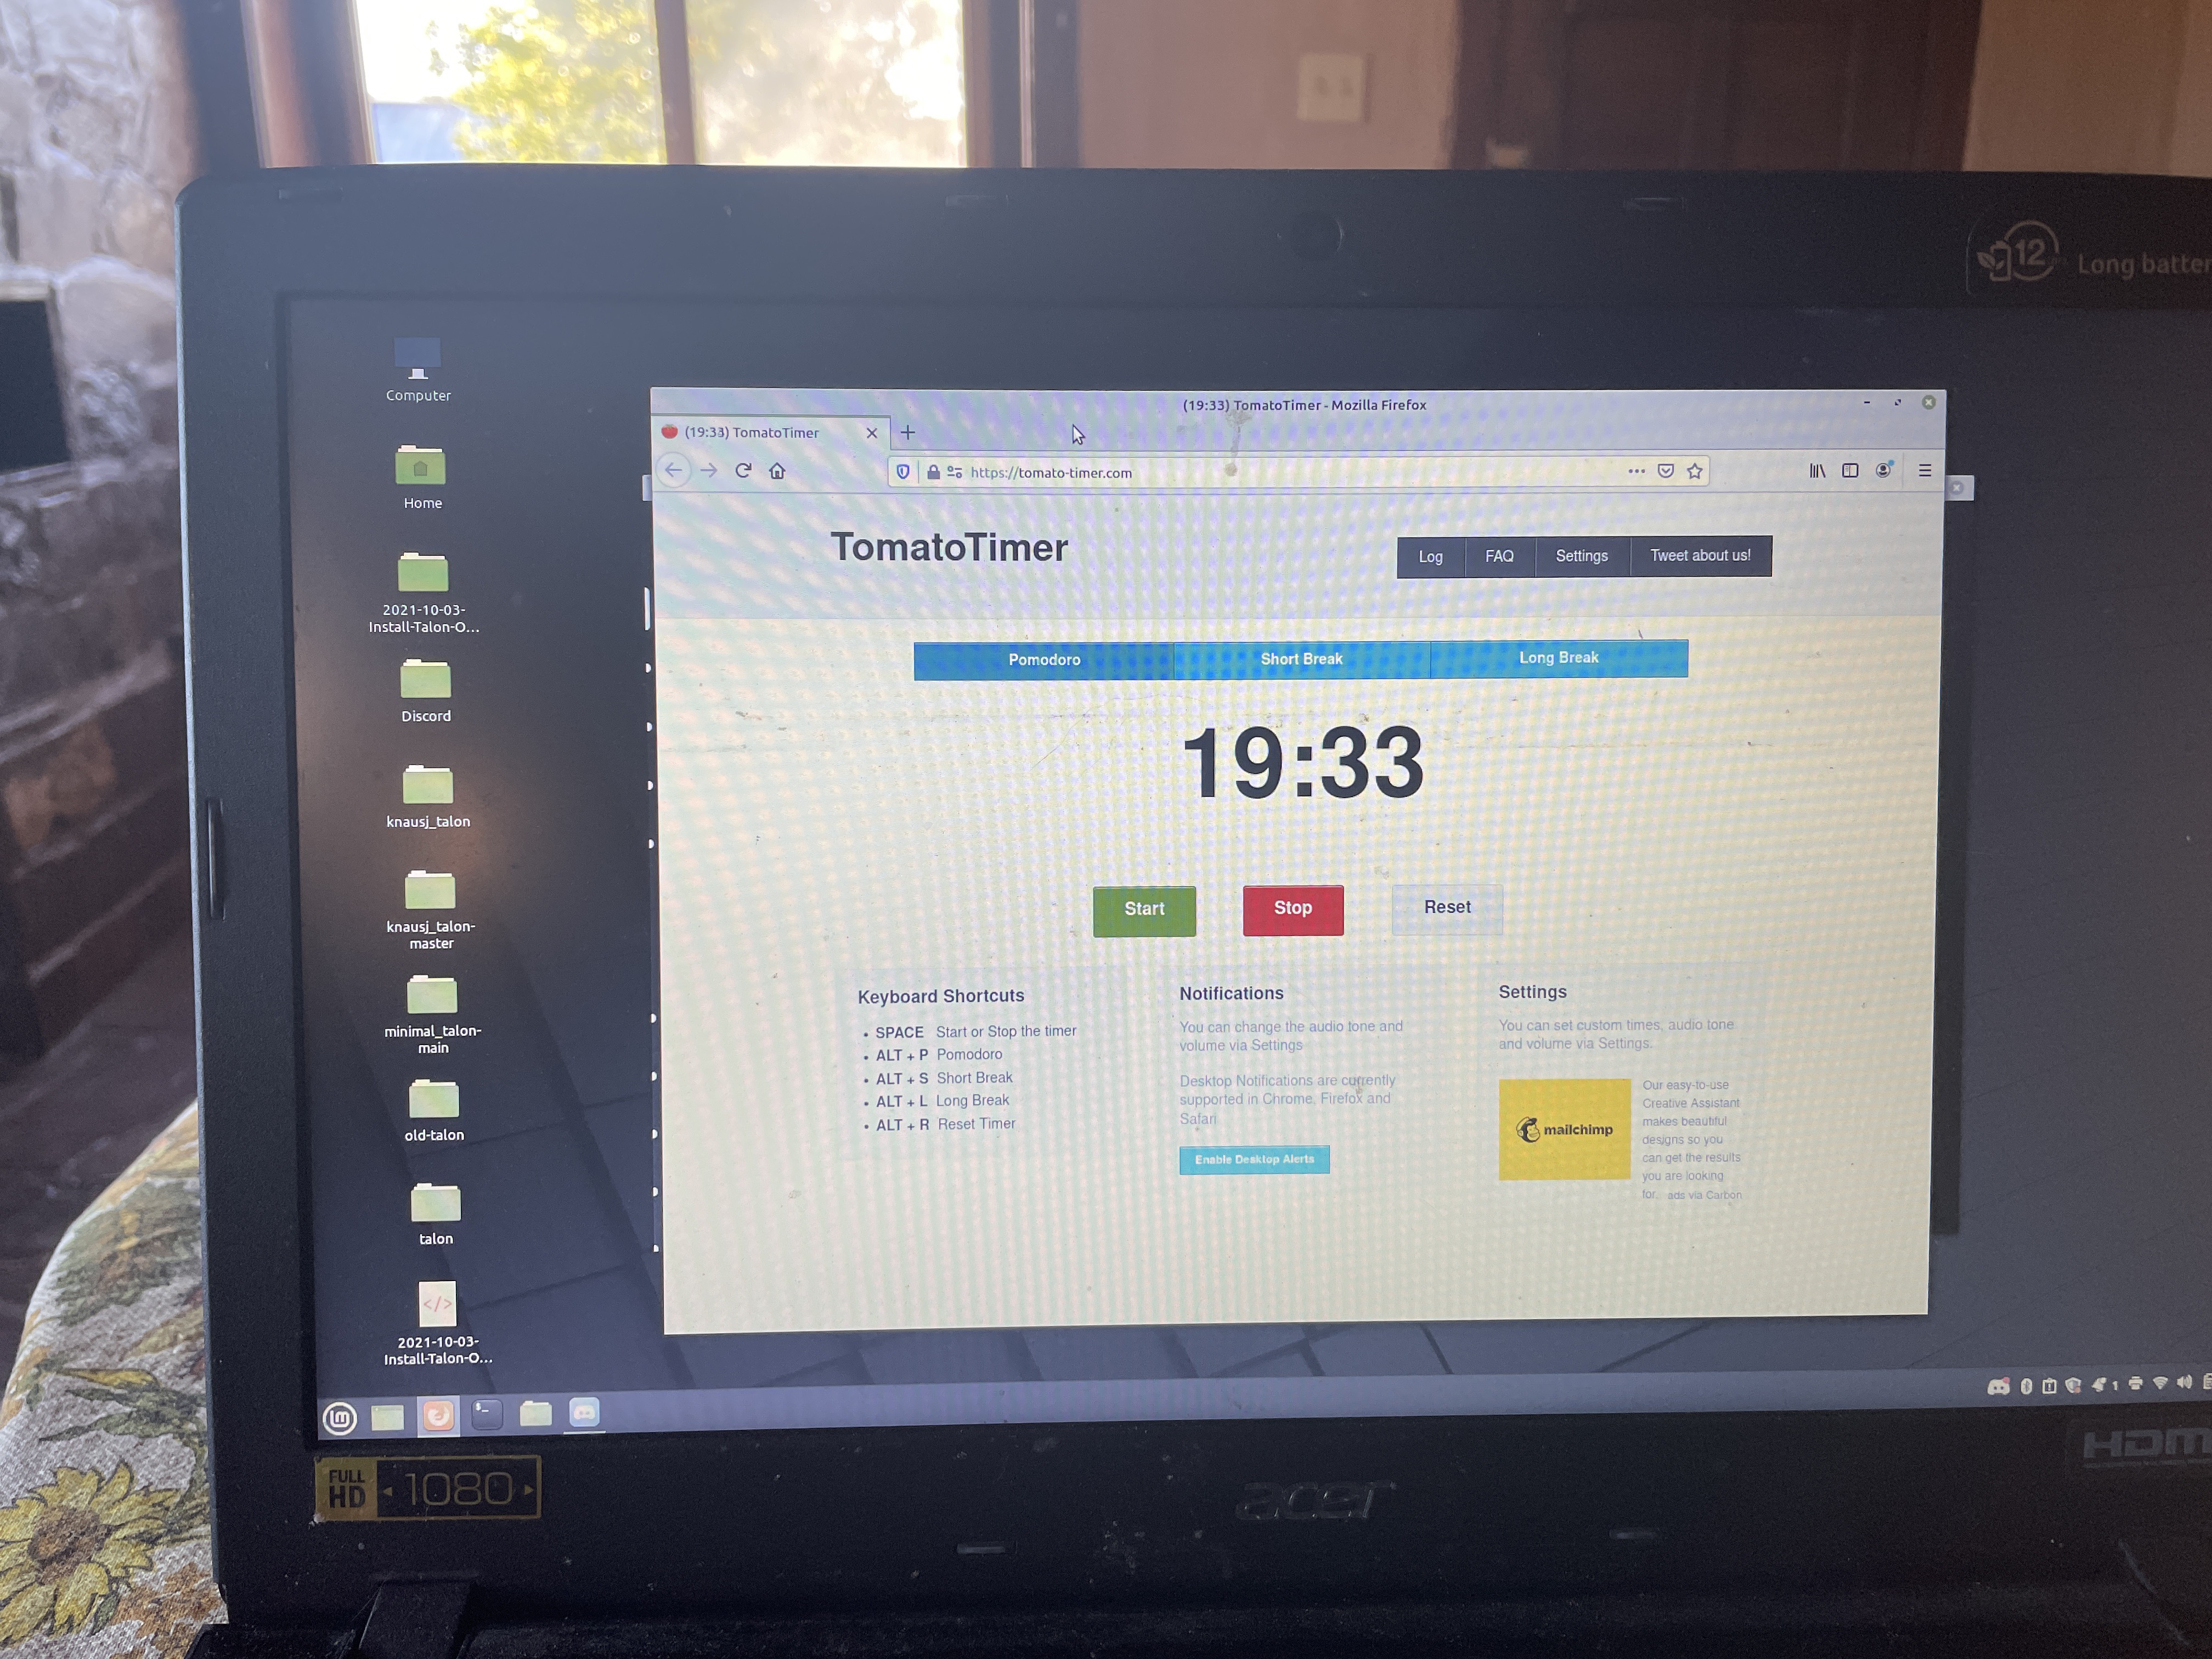 12
Long batter
Computer
Home
2021-10-03-
Install-Talon-O...
Discord
knausj_talon
knausj_talon-
master
minimal_talon-
main
old-talon
talon
</>
2021-10-03-
Install-Talon-O...
(19:33) TomatoTimer - Mozilla Firefox
(19:33) TomatoTimer
https://tomato-timer.com
TomatoTimer
Log FAQ Settings Tweet about us!
Pomodoro Short Break Long Break
19:33
Start Stop Reset
Keyboard Shortcuts
• SPACE Start or Stop the timer
• ALT + P Pomodoro
• ALT + S Short Break
• ALT + L Long Break
• ALT + R Reset Timer
Notifications
You can change the audio tone and
volume via Settings
Desktop Notifications are currently
supported in Chrome, Firefox and
Safari
Enable Desktop Alerts
Settings
You can set custom times, audio tone
and volume via Settings.
mailchimp
Our easy-to-use
Creative Assistant
makes beautiful
designs so you
can get the results
you are looking
for. ads via Carbon
$_
1
FULL
HD
1080
acer
HDM